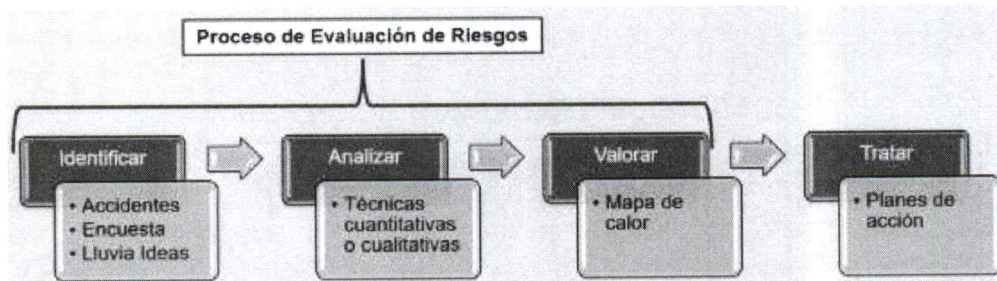 Proceso de Evaluación de Riesgos
Identificar
• Accidentes
• Encuesta
• Lluvia Ideas
Analizar
• Técnicas
cuantitativas
o cualitativas
Valorar
• Mapa de
calor
Tratar
• Planes de
acción